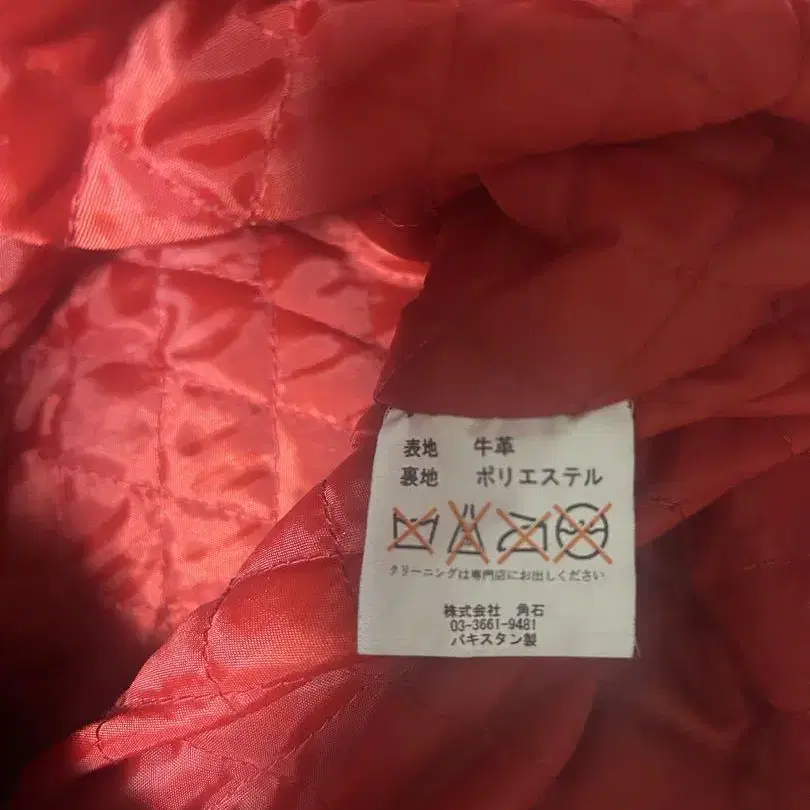 表地 牛革
裏地 ポリエステル
クリーニングは専門店にお出しください
株式会社 角石
03-3661-9481
パキスタン製